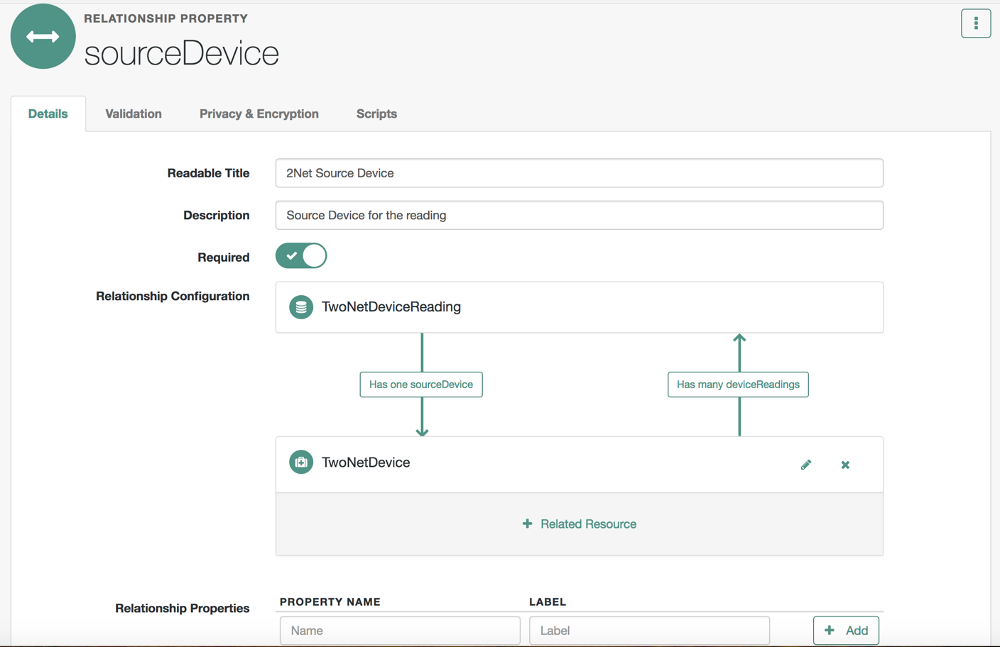 RELATIONSHIP PROPERTY
sourceDevice
Details Validation Privacy & Encryption Scripts
Readable Title 2Net Source Device
Description Source Device for the reading
Required
Relationship Configuration TwoNetDeviceReading
Has one sourceDevice Has many deviceReadings
TwoNetDevice
Related Resource
PROPERTY NAME LABEL
Relationship Properties
Name Label Add